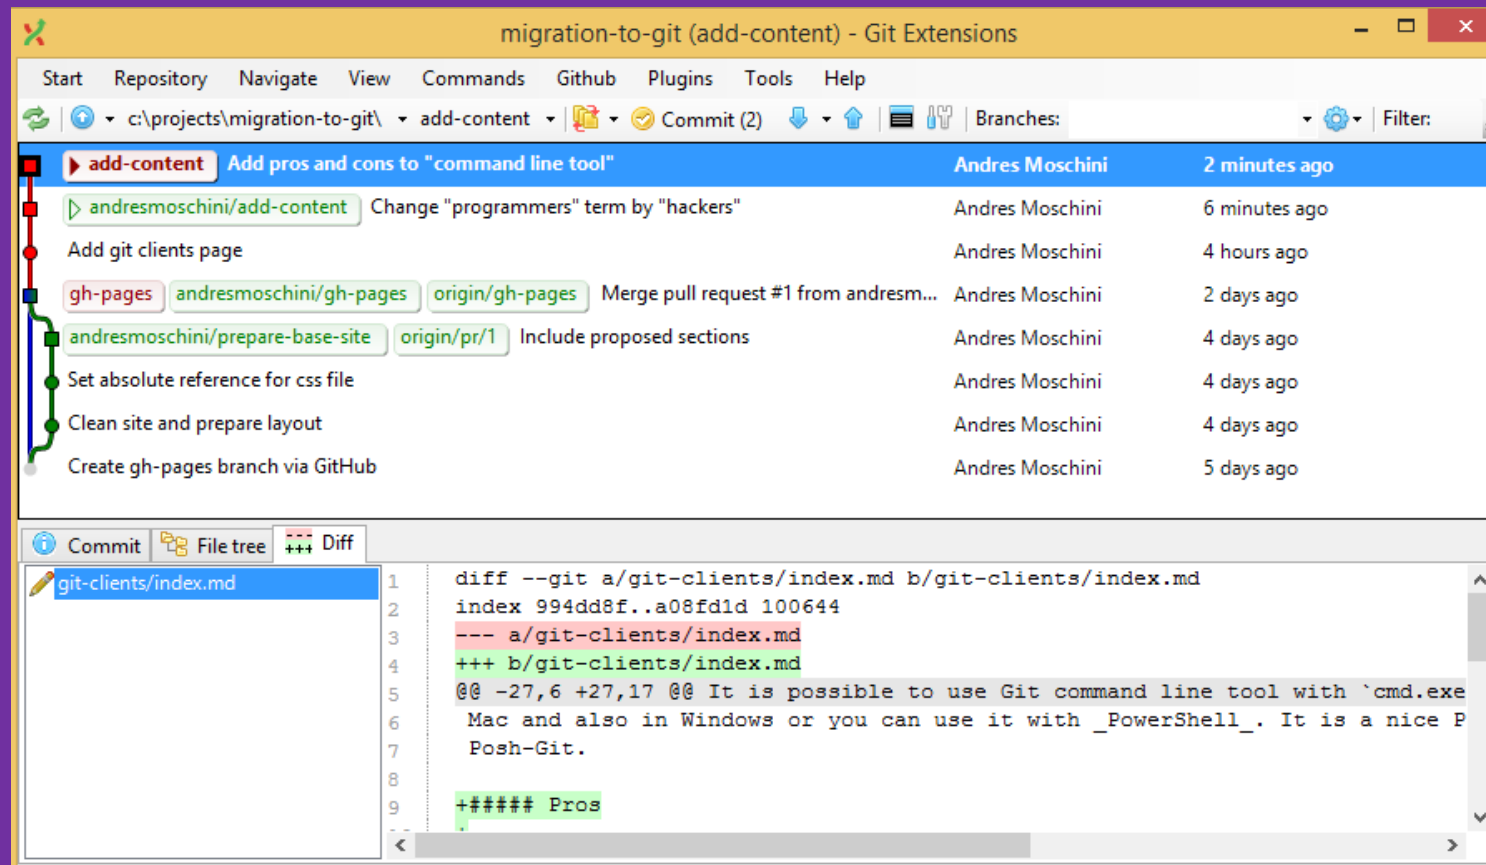 migration-to-git (add-content) - Git Extensions
Start Repository Navigate View Commands Github Plugins Tools Help
c:\projects\migration-to-git\ add-content Commit (2) Branches: Filter:
add-content Add pros and cons to "command line tool" Andres Moschini 2 minutes ago
andresmoschini/add-content Change "programmers" term by "hackers" Andres Moschini 6 minutes ago
Add git clients page Andres Moschini 4 hours ago
gh-pages andresmoschini/gh-pages origin/gh-pages Merge pull request #1 from andresm... Andres Moschini 2 days ago
andresmoschini/prepare-base-site origin/pr/1 Include proposed sections Andres Moschini 4 days ago
Set absolute reference for css file Andres Moschini 4 days ago
Clean site and prepare layout Andres Moschini 4 days ago
Create gh-pages branch via GitHub Andres Moschini 5 days ago
Commit File tree Diff
git-clients/index.md
1 diff --git a/git-clients/index.md b/git-clients/index.md
2 index 994dd8f..a08fd1d 100644
3 --- a/git-clients/index.md
4 +++ b/git-clients/index.md
5 @@ -27,6 +27,17 @@ It is possible to use Git command line tool with `cmd.exe
6 Mac and also in Windows or you can use it with _PowerShell_. It is a nice P
7 Posh-Git.
8
9 +##### Pros